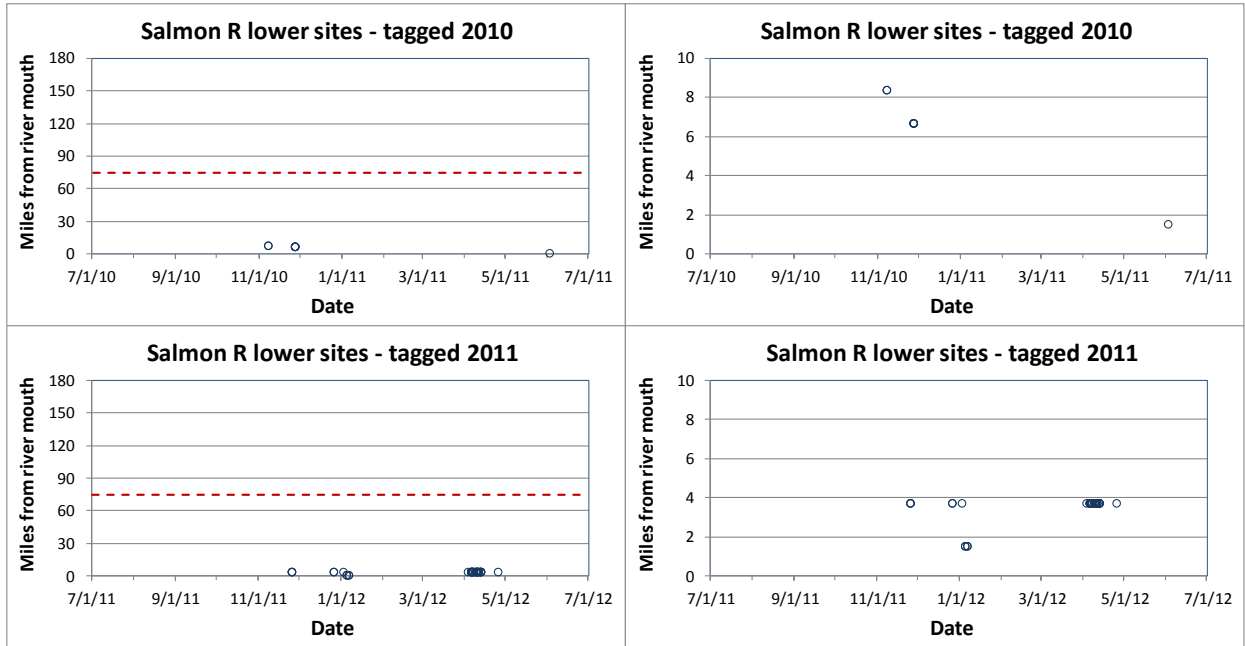 Salmon R lower sites - tagged 2010
Miles from river mouth
180
150
120
90
60
30
0
7/1/10 9/1/10 11/1/10 1/1/11 3/1/11 5/1/11 7/1/11
Date
Salmon R lower sites - tagged 2010
Miles from river mouth
10
8
6
4
2
0
7/1/10 9/1/10 11/1/10 1/1/11 3/1/11 5/1/11 7/1/11
Date
Salmon R lower sites - tagged 2011
Miles from river mouth
180
150
120
90
60
30
0
7/1/11 9/1/11 11/1/11 1/1/12 3/1/12 5/1/12 7/1/12
Date
Salmon R lower sites - tagged 2011
Miles from river mouth
10
8
6
4
2
0
7/1/11 9/1/11 11/1/11 1/1/12 3/1/12 5/1/12 7/1/12
Date